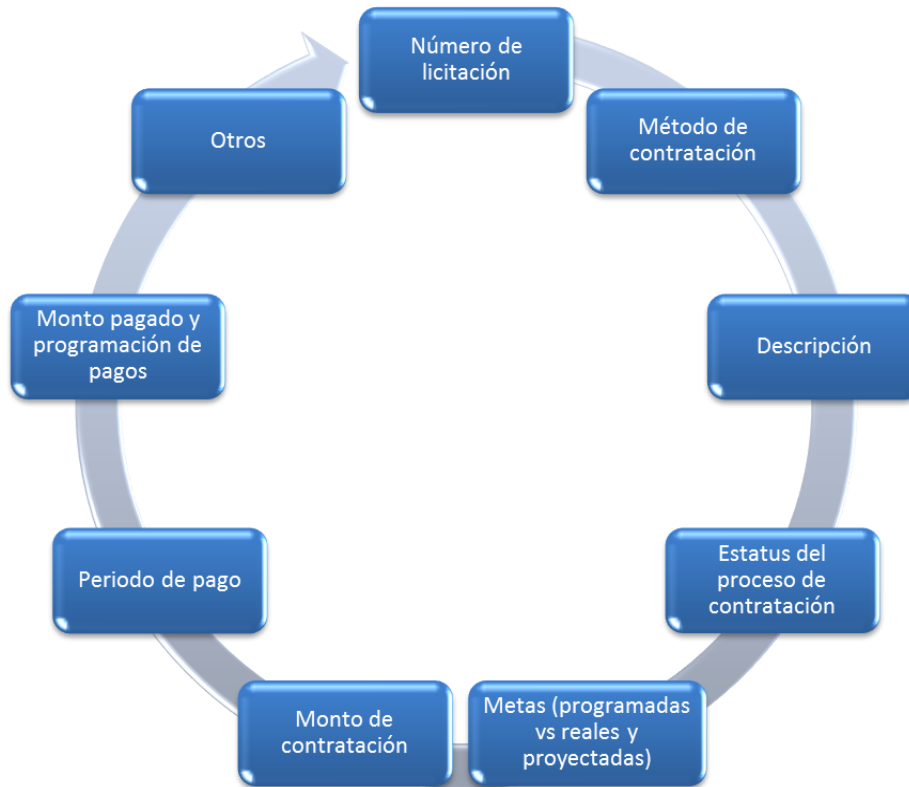 Número de
licitación
Método de
contratación
Descripción
Estatus del
proceso de
contratación
Metas (programadas
vs reales y
proyectadas)
Monto de
contratación
Periodo de pago
Monto pagado y
programación de
pagos
Otros